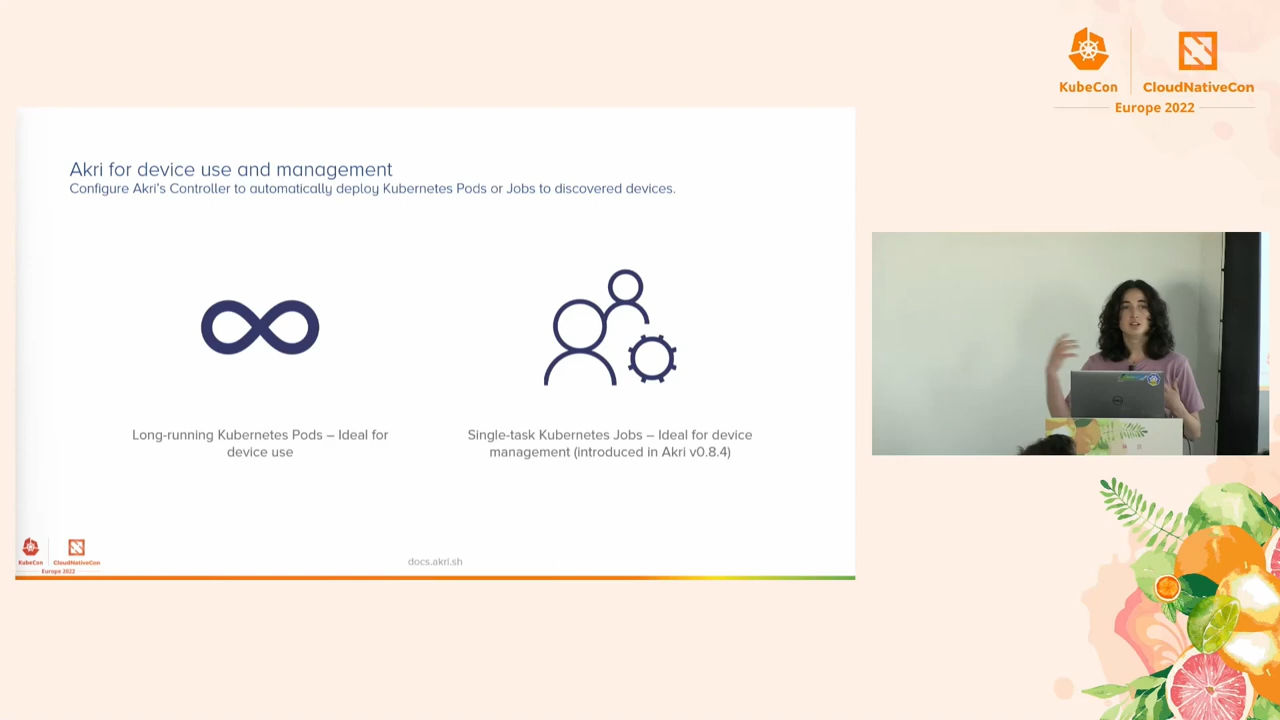 KubeCon
CloudNativeCon
Europe 2022
Akri for device use and management
Configure Akri's Controller to automatically deploy Kubernetes Pods or Jobs to discovered devices.
Long-running Kubernetes Pods – Ideal for
device use
Single-task Kubernetes Jobs – Ideal for device
management (introduced in Akri v0.8.4)
KubeCon
CloudNativeCon
Europe 2022
docs.akri.sh
DELL